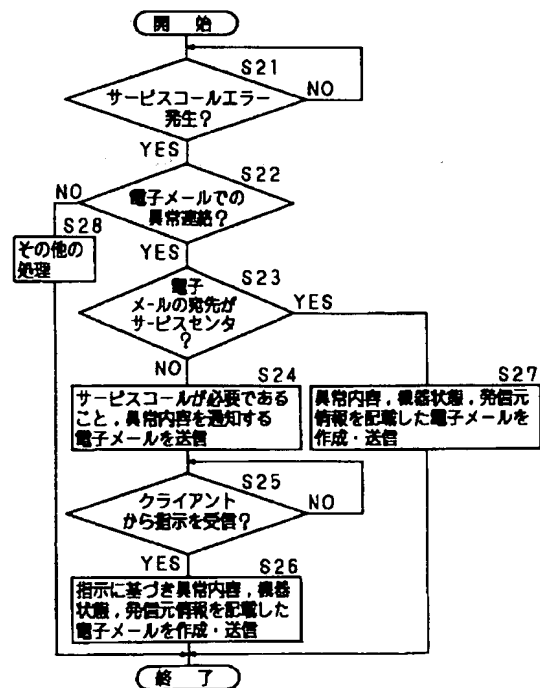 開 始
S21
サービスコールエラー
発生？
NO
YES
S22
電子メールでの
異常連絡？
NO
YES
S28
その他の
処理
S23
電子
メールの宛先が
サービスセンタ
？
YES
NO
S24
サービスコールが必要である
こと，異常内容を通知する
電子メールを送信
S27
異常内容，機器状態，発信元
情報を記載した電子メールを
作成・送信
S25
クライアント
から指示を受信？
NO
YES
S26
指示に基づき異常内容，機器
状態，発信元情報を記載した
電子メールを作成・送信
終 了